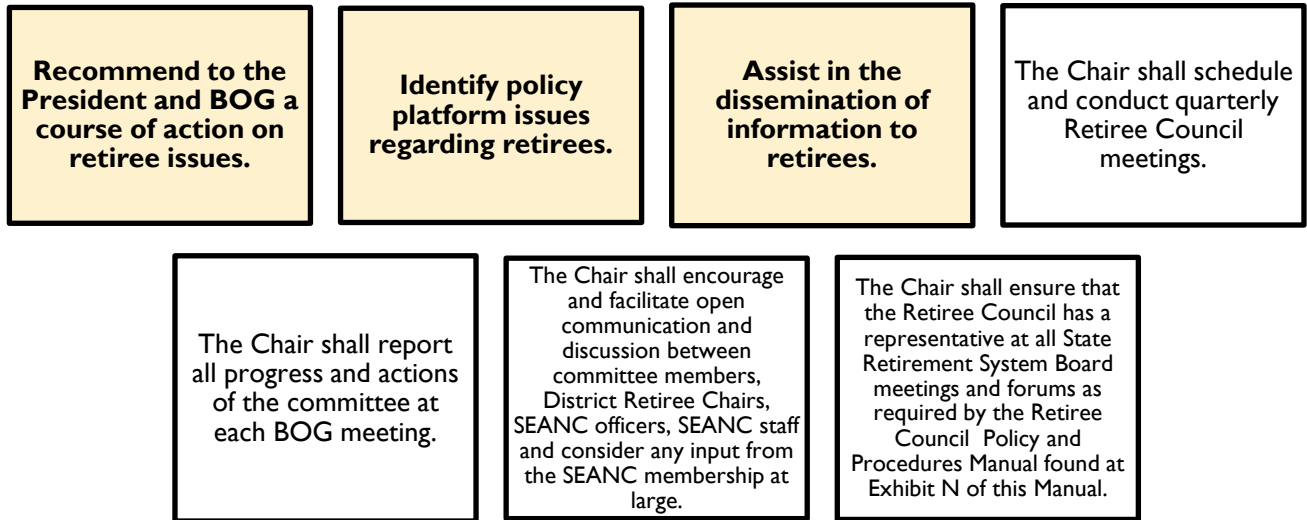 Recommend to the
President and BOG a
course of action on
retiree issues.
Identify policy
platform issues
regarding retirees.
Assist in the
dissemination of
information to
retirees.
The Chair shall schedule
and conduct quarterly
Retiree Council
meetings.
The Chair shall report
all progress and actions
of the committee at
each BOG meeting.
The Chair shall encourage
and facilitate open
communication and
discussion between
committee members,
District Retiree Chairs,
SEANC officers, SEANC staff
and consider any input from
the SEANC membership at
large.
The Chair shall ensure that
the Retiree Council has a
representative at all State
Retirement System Board
meetings and forums as
required by the Retiree
Council Policy and
Procedures Manual found at
Exhibit N of this Manual.